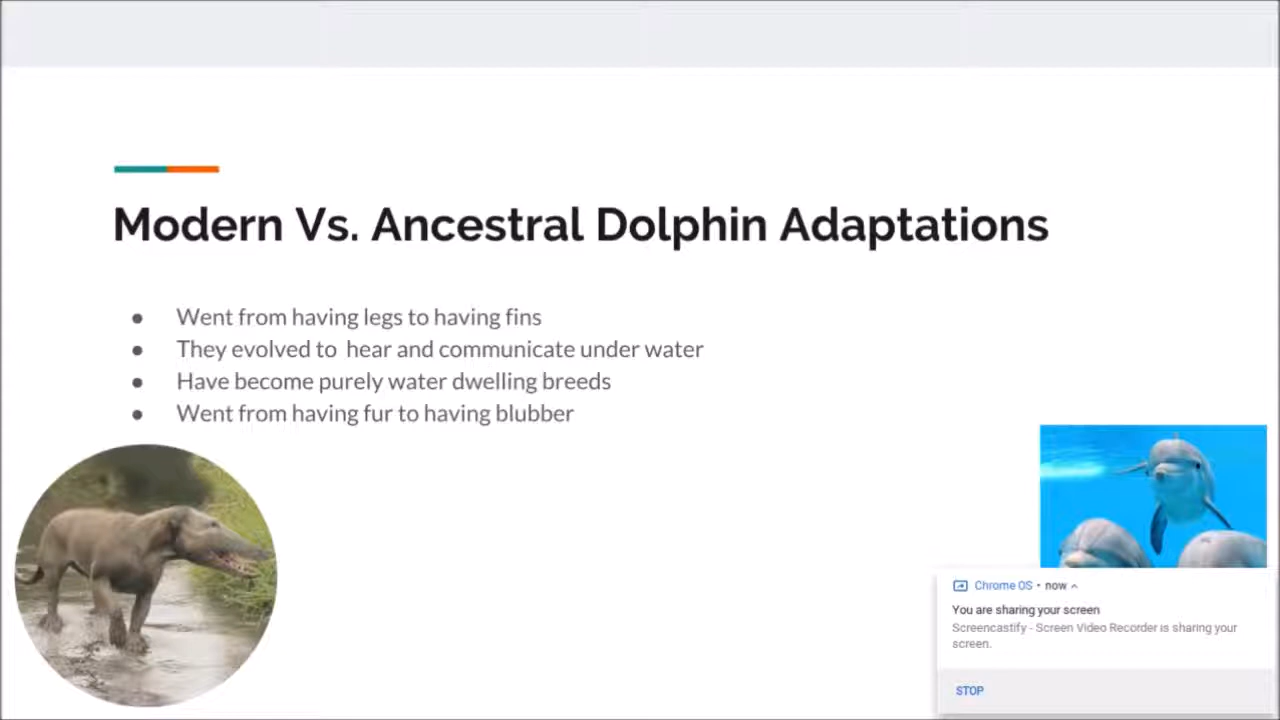 Modern Vs. Ancestral Dolphin Adaptations
● Went from having legs to having fins
● They evolved to  hear and communicate under water
● Have become purely water dwelling breeds
● Went from having fur to having blubber
Chrome OS • now
You are sharing your screen
Screencastify - Screen Video Recorder is sharing your
screen.
STOP